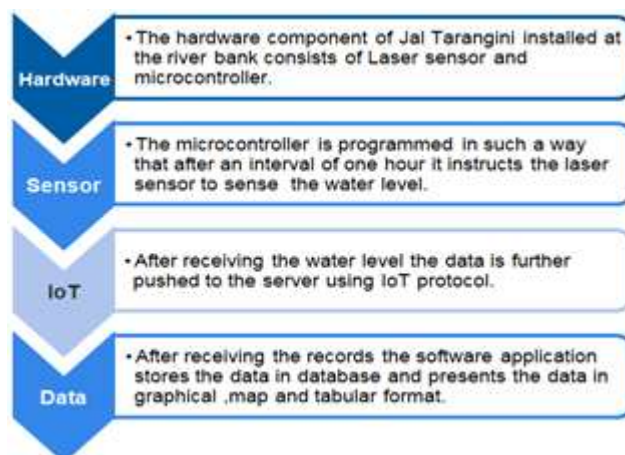 Hardware
• The hardware component of Jal Tarangini installed at
the river bank consists of Laser sensor and
microcontroller.
Sensor
• The microcontroller is programmed in such a way
that after an interval of one hour it instructs the laser
sensor to sense the water level.
IoT
• After receiving the water level the data is further
pushed to the server using IoT protocol.
Data
• After receiving the records the software application
stores the data in database and presents the data in
graphical ,map and tabular format.